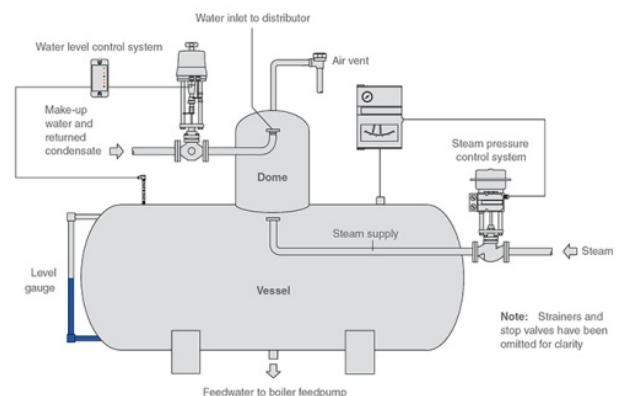 Water inlet to distributor
Water level control system
Air vent
Make-up
water and
returned
condensate
Steam pressure
control system
Dome
Steam supply
Steam
Level
gauge
Vessel
Note: Strainers and
stop valves have been
omitted for clarity
Feedwater to boiler feedpump